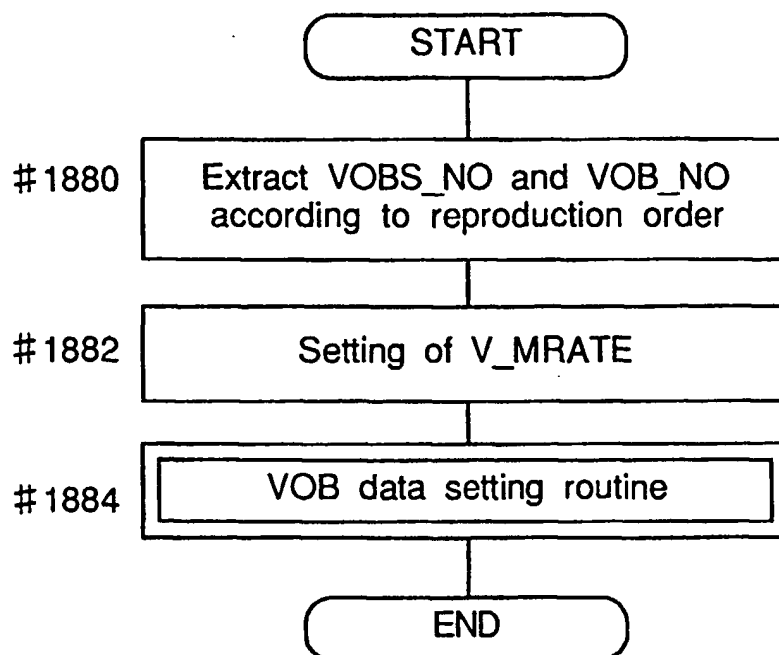 START
#1880
Extract VOBS_NO and VOB_NO
according to reproduction order
#1882
Setting of V_MRATE
#1884
VOB data setting routine
END